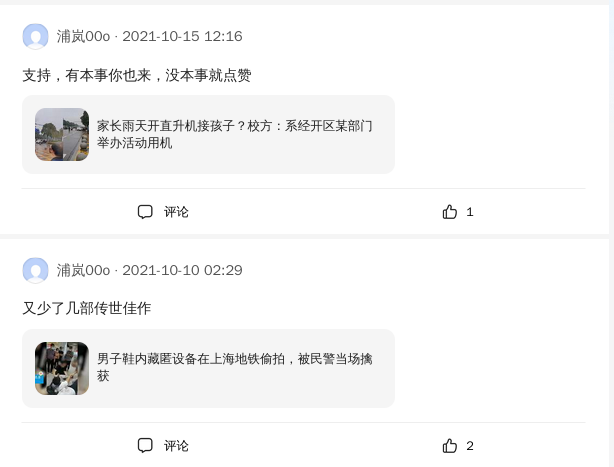 浦岚00o · 2021-10-15 12:16
支持，有本事你也来，没本事就点赞
家长雨天开直升机接孩子？校方：系经开区某部门
举办活动用机
评论 1
浦岚00o · 2021-10-10 02:29
又少了几部传世佳作
男子鞋内藏匿设备在上海地铁偷拍，被民警当场擒
获
评论 2